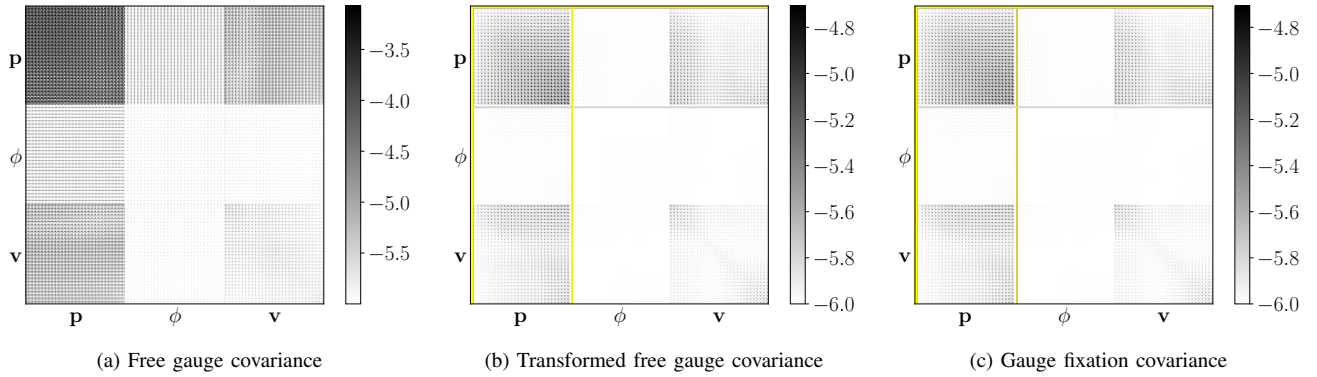 p
ϕ
v
p ϕ v
−3.5
−4.0
−4.5
−5.0
−5.5
(a) Free gauge covariance
p
ϕ
v
p ϕ v
−4.8
−5.0
−5.2
−5.4
−5.6
−5.8
−6.0
(b) Transformed free gauge covariance
p
ϕ
v
p ϕ v
−4.8
−5.0
−5.2
−5.4
−5.6
−5.8
−6.0
(c) Gauge fixation covariance